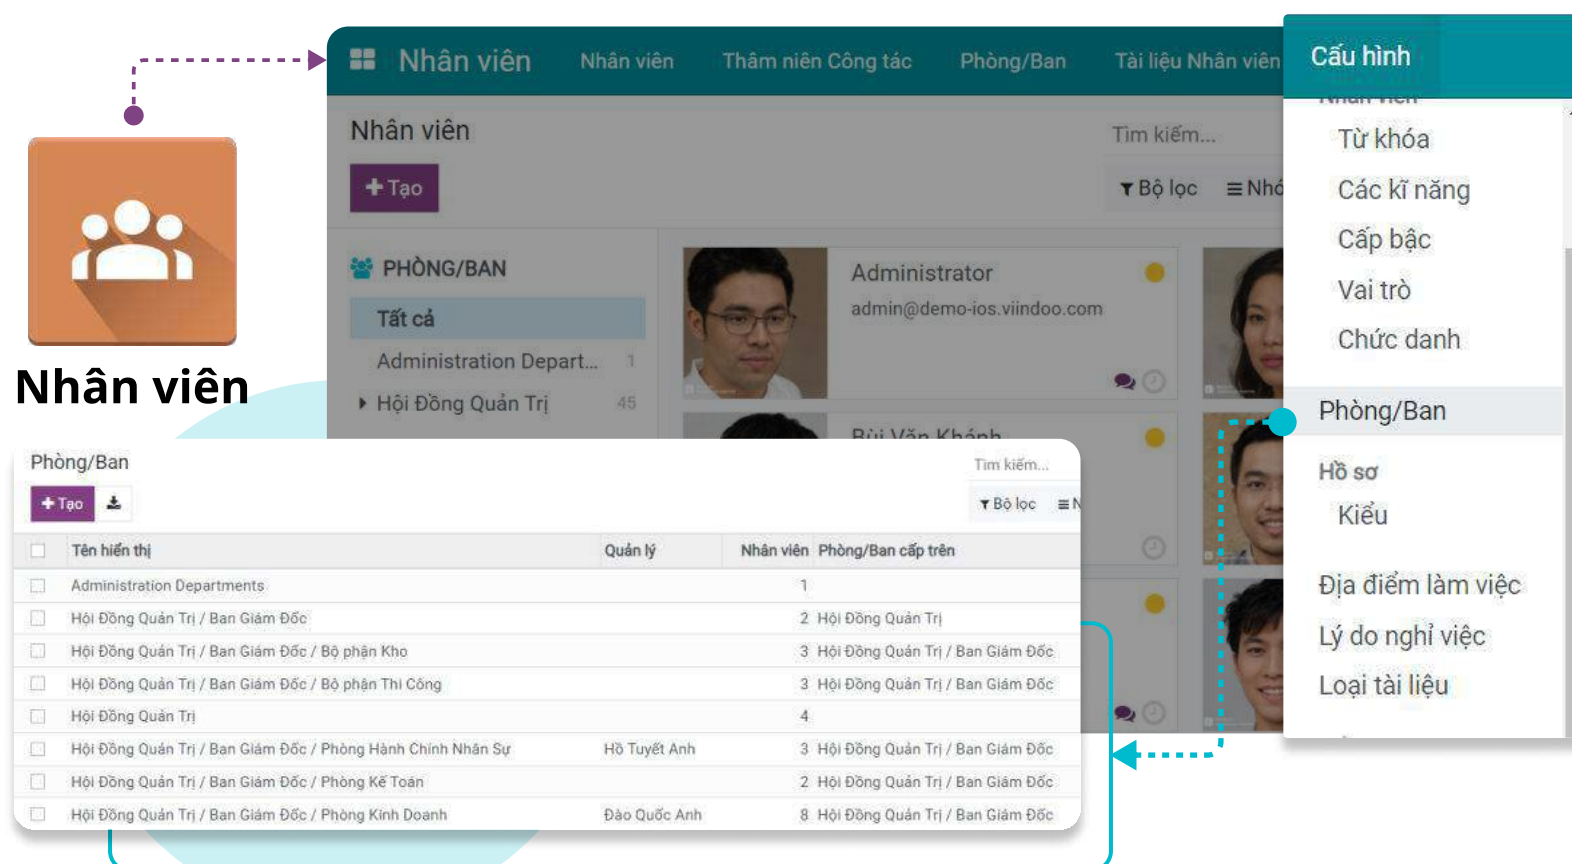 Nhân viên
Nhân viên
Thâm niên Công tác
Phòng/Ban
Tài liệu Nhân viên
Cấu hình
Nhân viên
Tìm kiếm...
+ Tạo
Bộ lọc
PHÒNG/BAN
Tất cả
Administration Depart... 1
Hội Đồng Quản Trị 45
Administrator
admin@demo-ios.viindoo.com
Bùi Văn Khánh
Nhân viên
Từ khóa
Các kĩ năng
Cấp bậc
Vai trò
Chức danh
Phòng/Ban
Hồ sơ
Kiểu
Địa điểm làm việc
Lý do nghỉ việc
Loại tài liệu
Nhân viên
Phòng/Ban
Tìm kiếm...
+ Tạo
Bộ lọc
Tên hiển thị Quản lý Nhân viên Phòng/Ban cấp trên
Administration Departments 1
Hội Đồng Quản Trị / Ban Giám Đốc 2 Hội Đồng Quản Trị
Hội Đồng Quản Trị / Ban Giám Đốc / Bộ phận Kho 3 Hội Đồng Quản Trị / Ban Giám Đốc
Hội Đồng Quản Trị / Ban Giám Đốc / Bộ phận Thi Công 3 Hội Đồng Quản Trị / Ban Giám Đốc
Hội Đồng Quản Trị 4
Hội Đồng Quản Trị / Ban Giám Đốc / Phòng Hành Chính Nhân Sự Hồ Tuyết Anh 3 Hội Đồng Quản Trị / Ban Giám Đốc
Hội Đồng Quản Trị / Ban Giám Đốc / Phòng Kế Toán 2 Hội Đồng Quản Trị / Ban Giám Đốc
Hội Đồng Quản Trị / Ban Giám Đốc / Phòng Kinh Doanh Đào Quốc Anh 8 Hội Đồng Quản Trị / Ban Giám Đốc